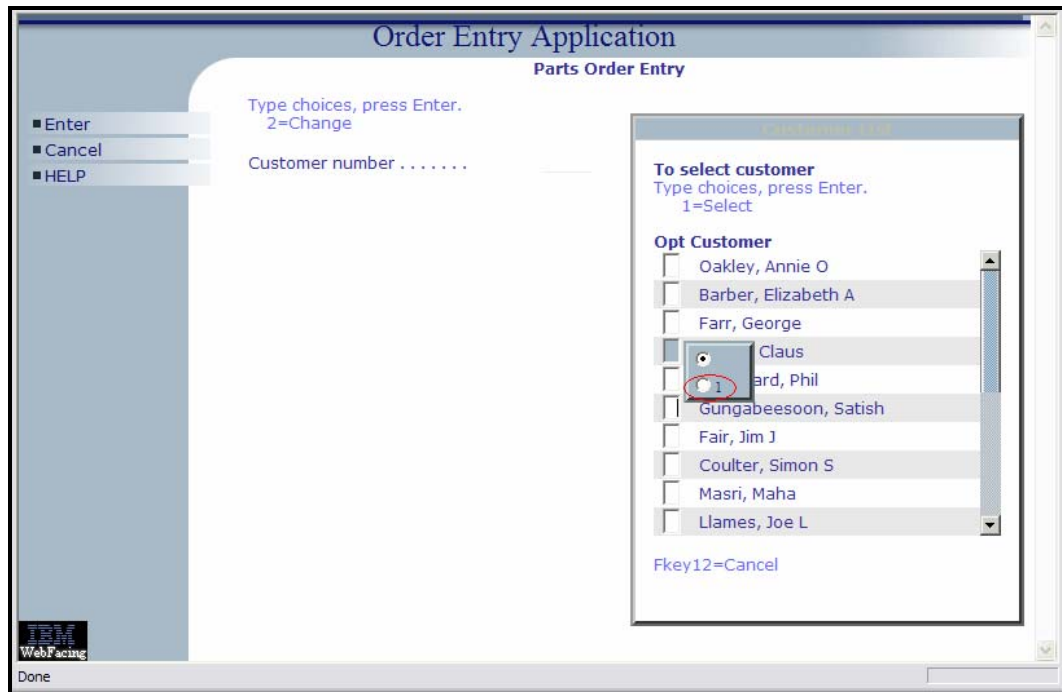 Order Entry Application
Parts Order Entry
Enter
Cancel
HELP
Type choices, press Enter.
2=Change
Customer number . . . . . . .
Customer List
To select customer
Type choices, press Enter.
1=Select
Opt Customer
Oakley, Annie O
Barber, Elizabeth A
Farr, George
Claus
1
ard, Phil
Gungabeesoon, Satish
Fair, Jim J
Coulter, Simon S
Masri, Maha
Llames, Joe L
Fkey12=Cancel
IBM
WebFacing
Done